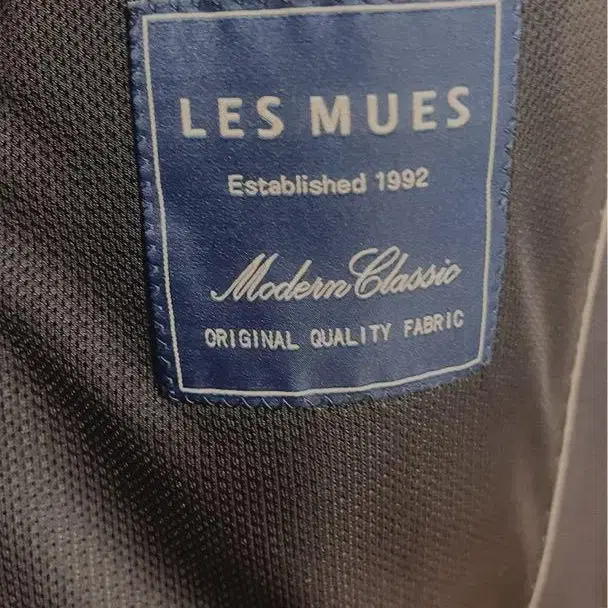 LES MUES
Established 1992
Modern Classic
ORIGINAL QUALITY FABRIC